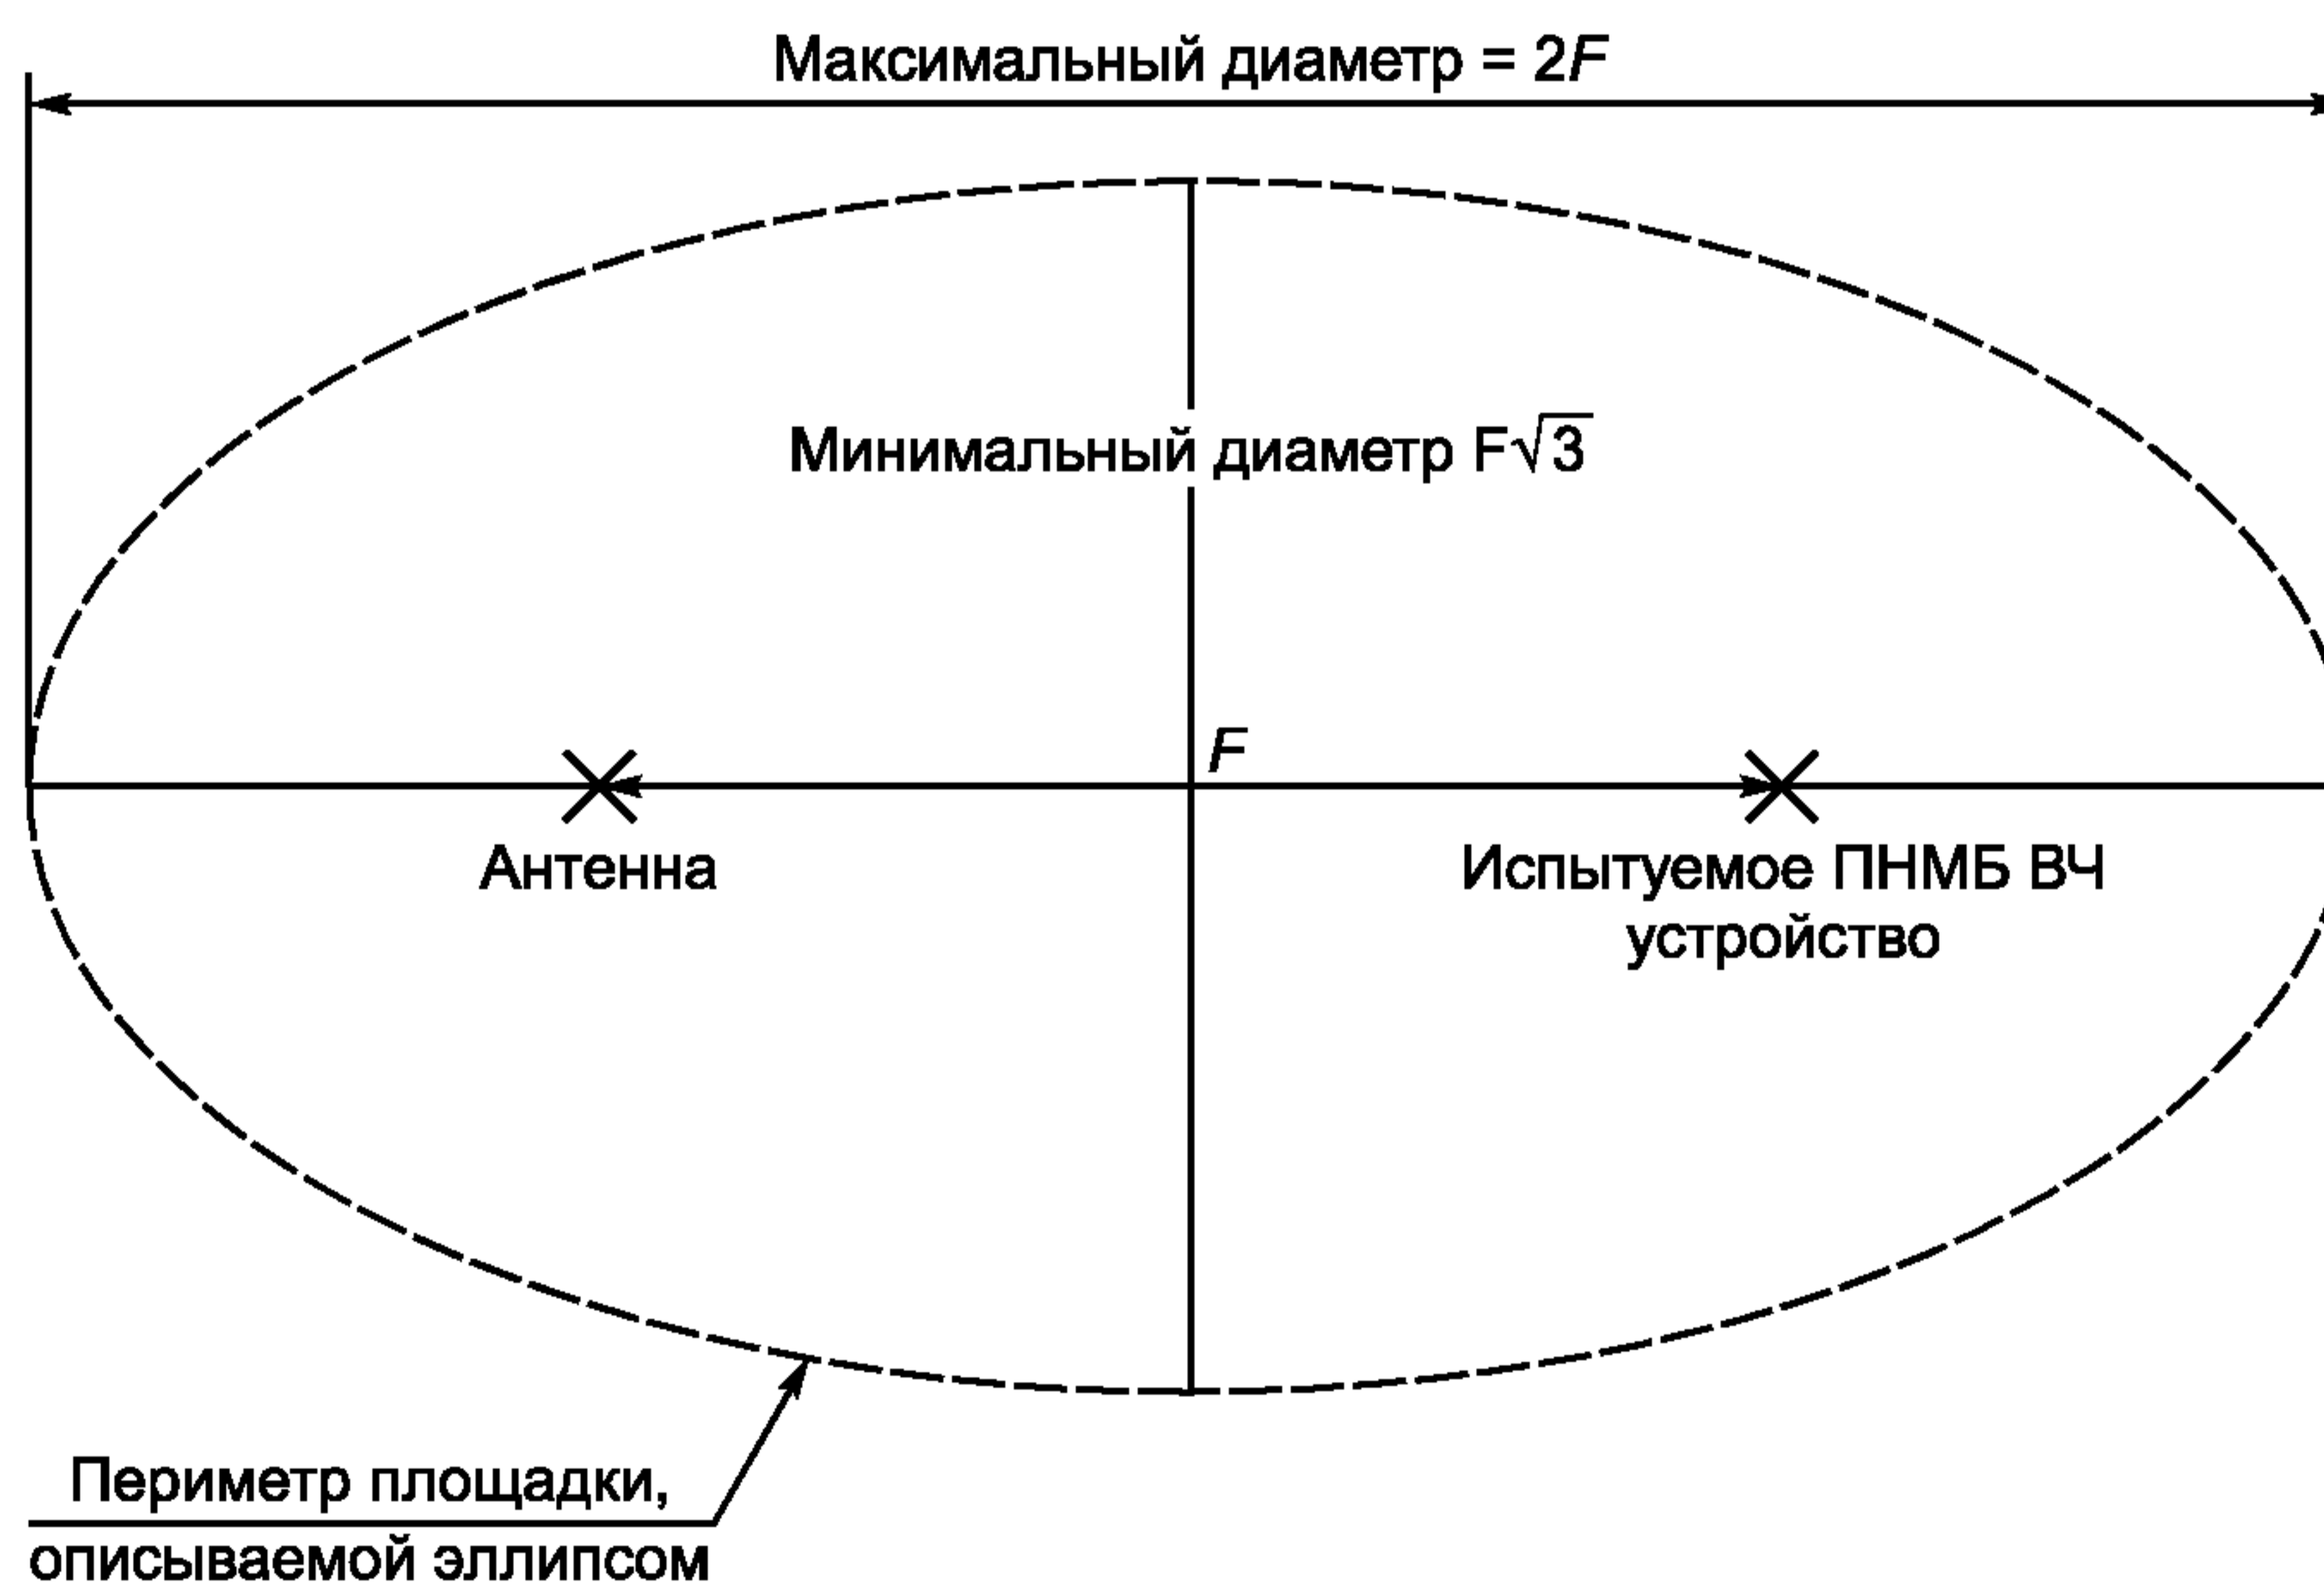 Максимальный диаметр = 2F
Минимальный диаметр F√3
F
Антенна
Испытуемое ПНМБ ВЧ
устройство
Периметр площадки,
описываемой эллипсом